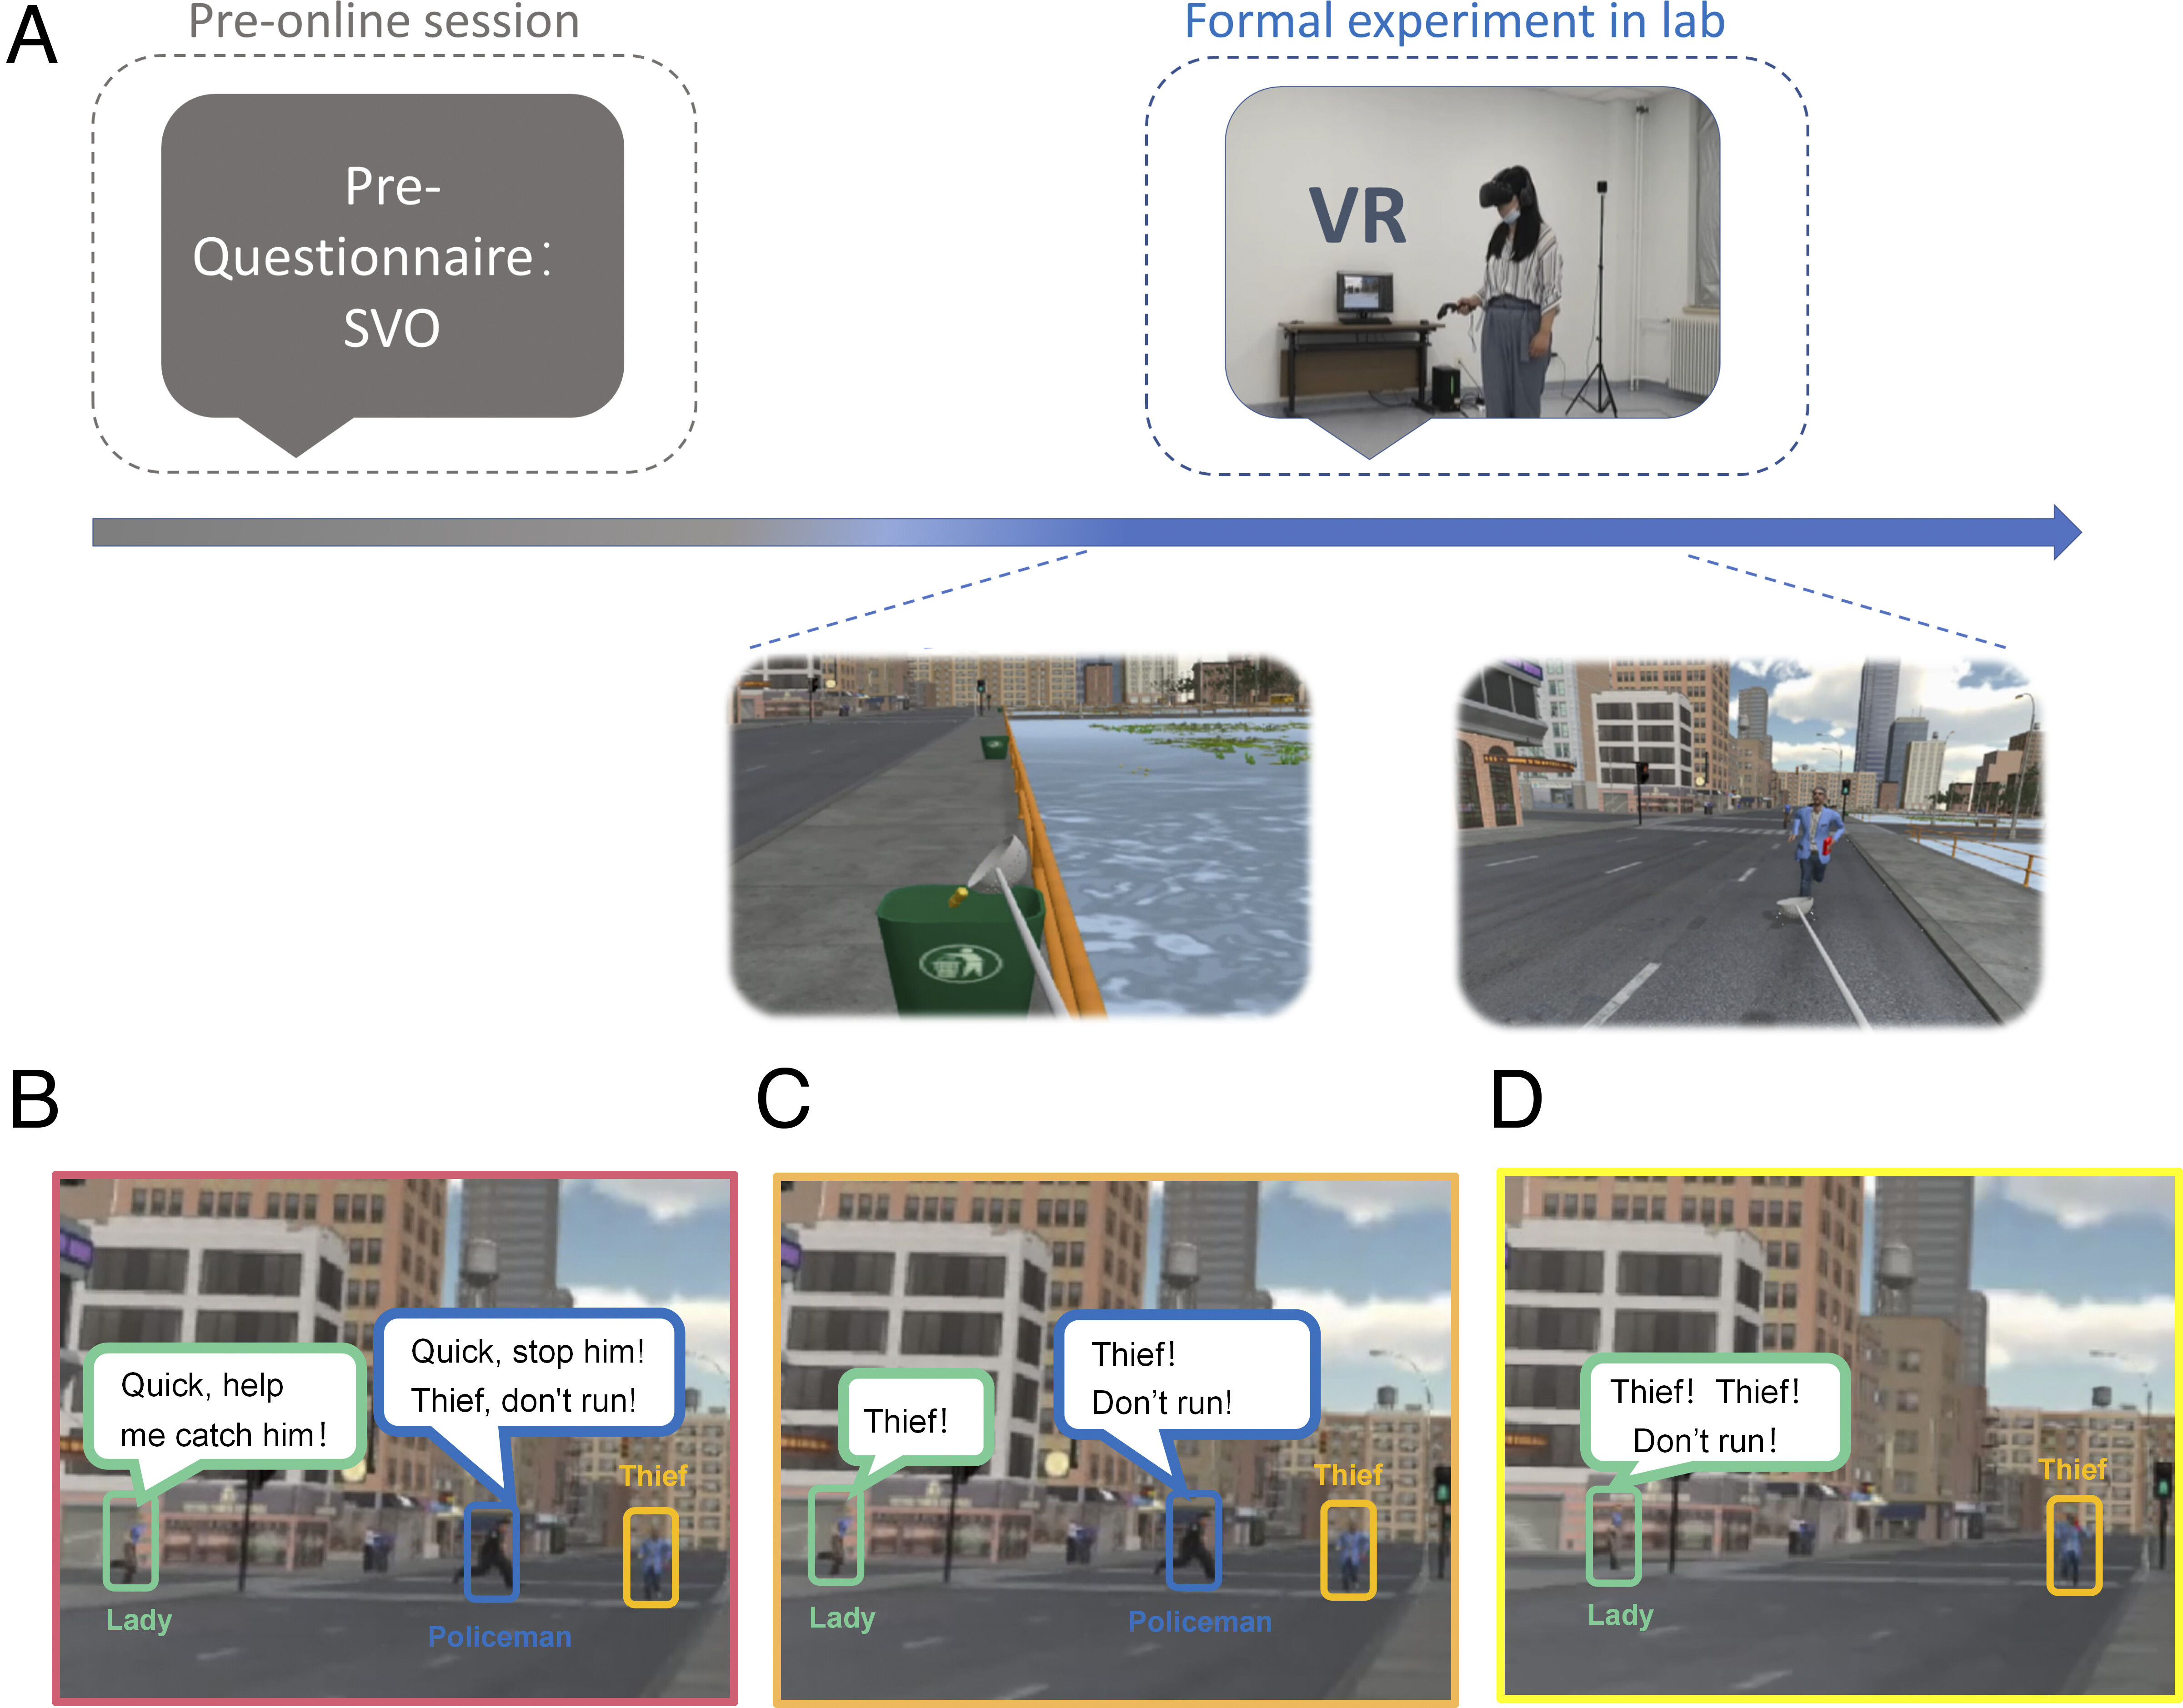 A
Pre-online session
Formal experiment in lab
Pre-
Questionnaire:
SVO
VR
B
C
D
Quick, help
me catch him!
Quick, stop him!
Thief, don't run!
Thief
Lady
Policeman
Thief!
Thief!
Don’t run!
Thief
Lady
Policeman
Thief! Thief!
Don’t run!
Thief
Lady